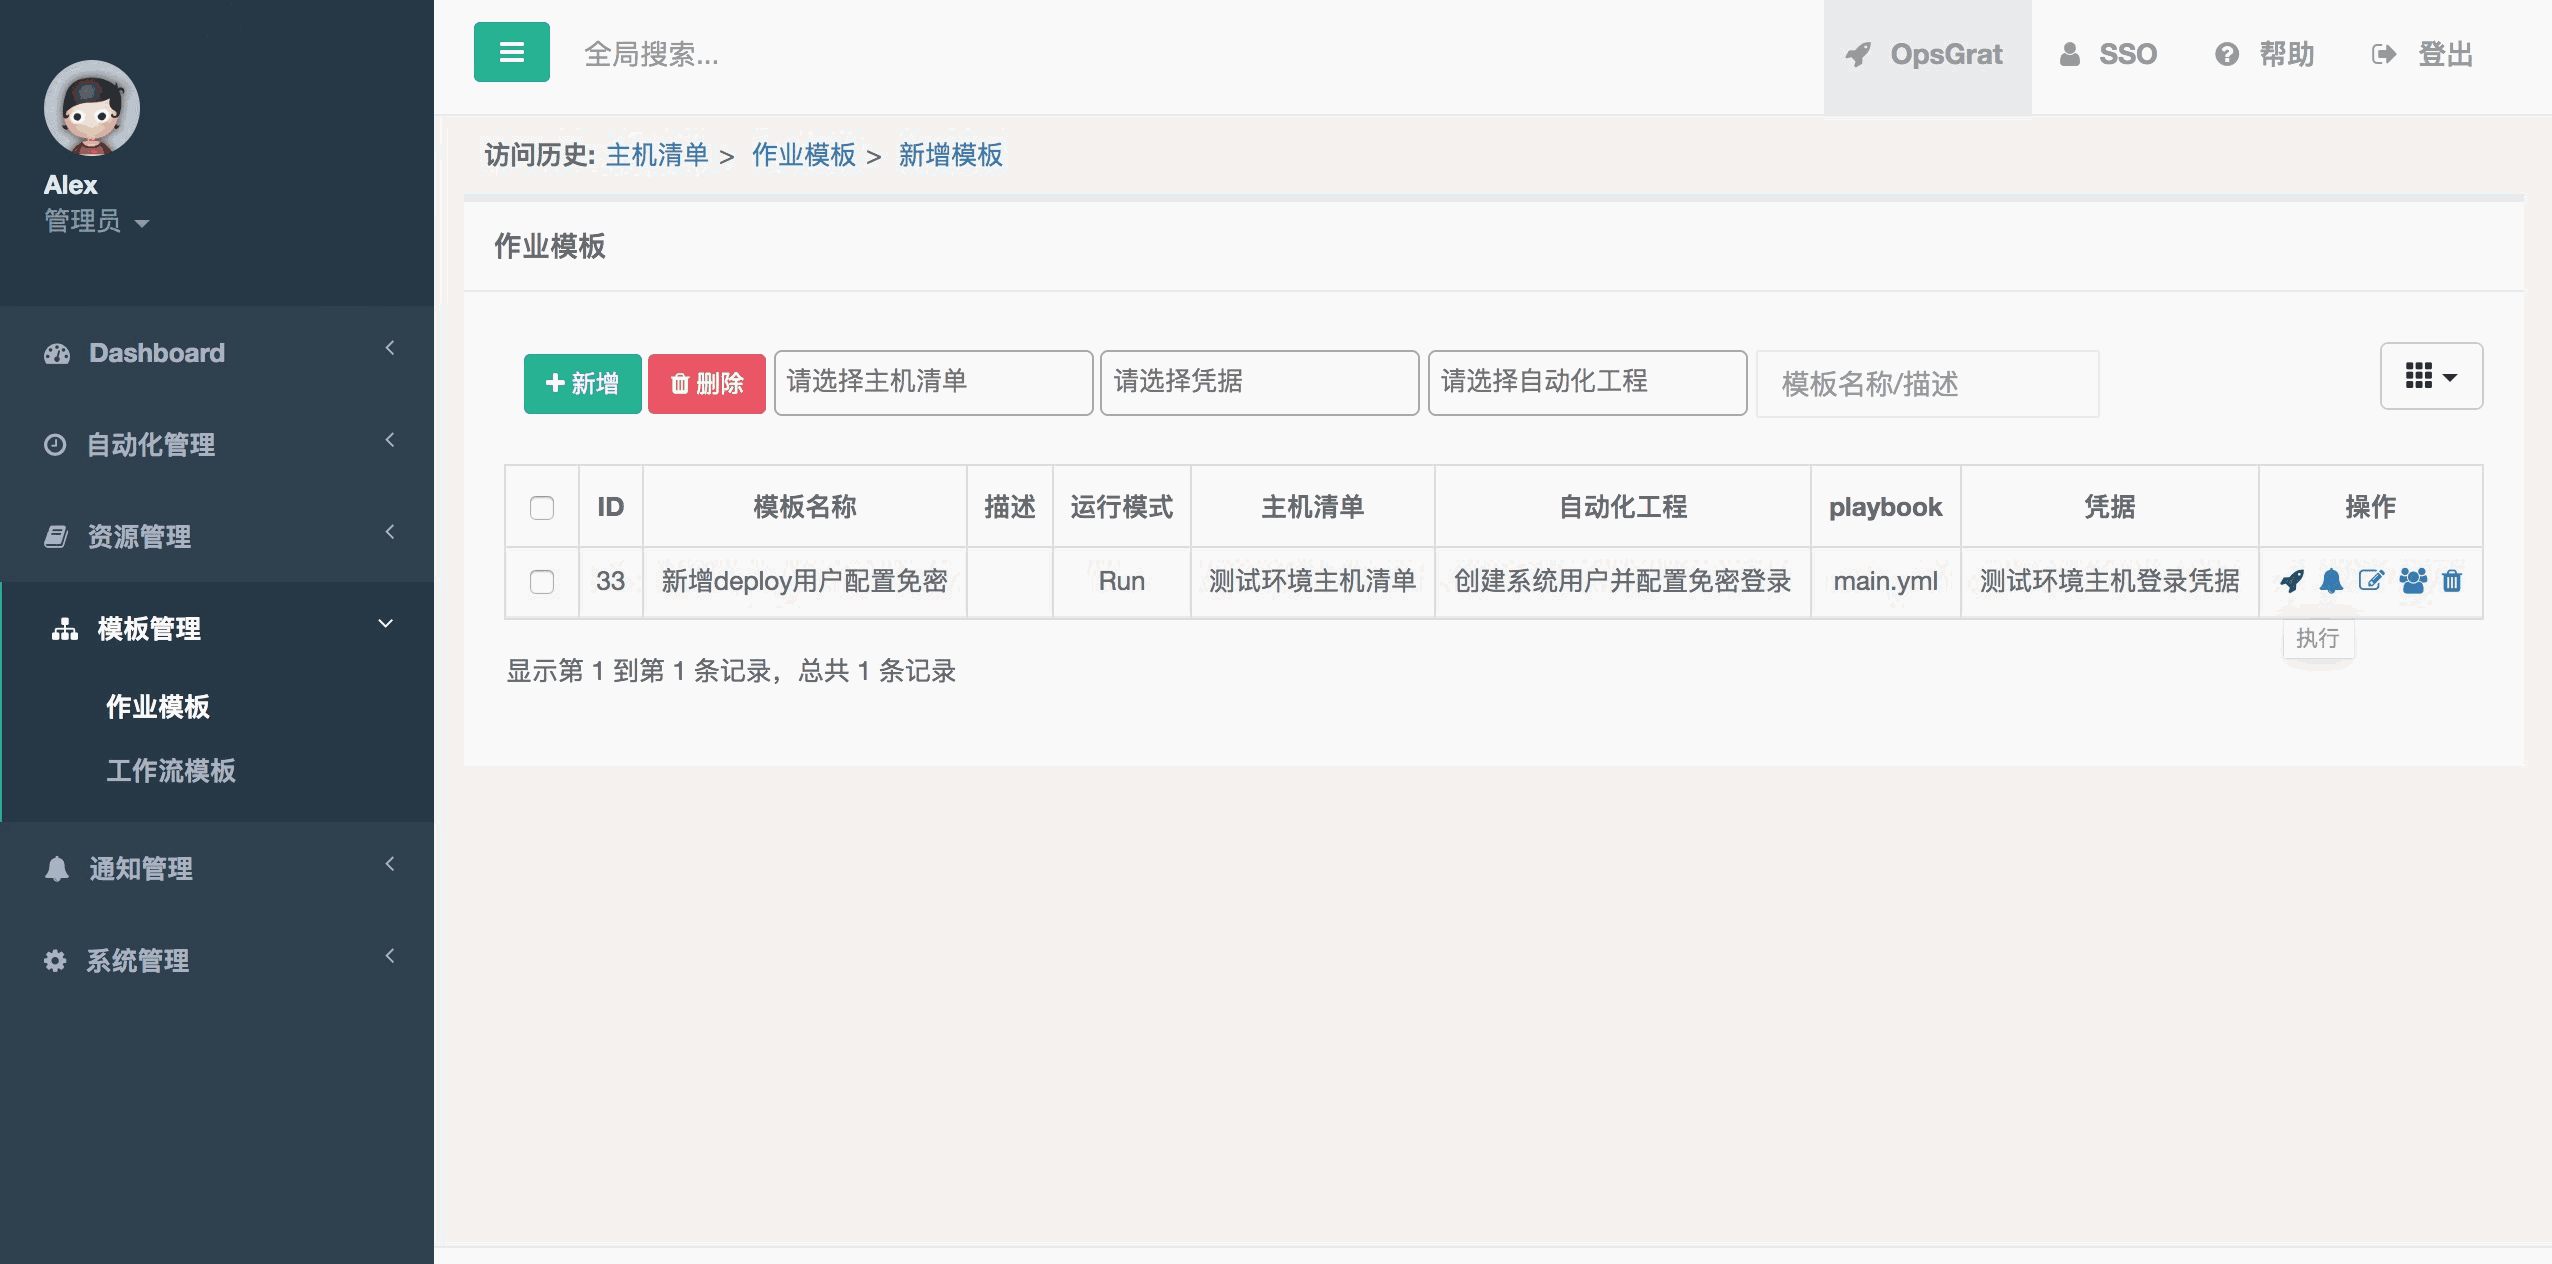 全局搜索...
OpsGrat
SSO
帮助
登出
Alex
管理员
Dashboard
自动化管理
资源管理
模板管理
作业模板
工作流模板
通知管理
系统管理
访问历史: 主机清单 > 作业模板 > 新增模板
作业模板
新增 删除 请选择主机清单 请选择凭据 请选择自动化工程 模板名称/描述
ID 模板名称 描述 运行模式 主机清单 自动化工程 playbook 凭据 操作
33 新增deploy用户配置免密 Run 测试环境主机清单 创建系统用户并配置免密登录 main.yml 测试环境主机登录凭据
执行
显示第 1 到第 1 条记录，总共 1 条记录